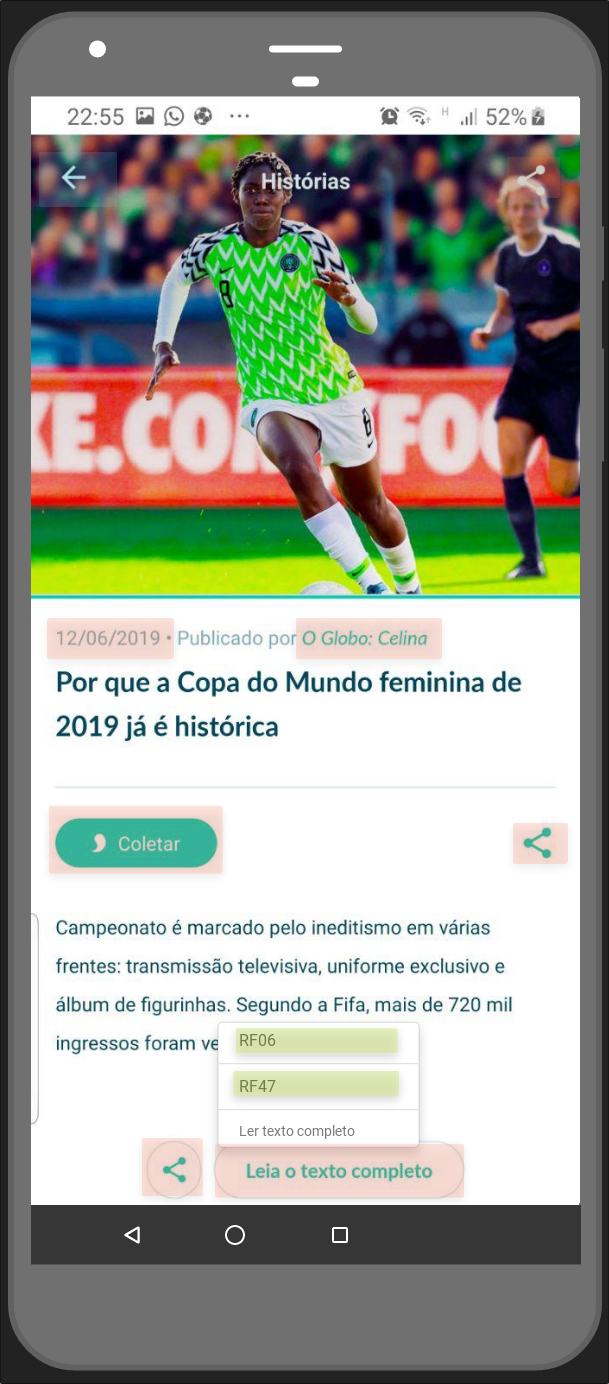 22:55 ... H 52%
Histórias
8
KE.COM
FOO
8
12/06/2019 • Publicado por O Globo: Celina
Por que a Copa do Mundo feminina de
2019 já é histórica
Coletar
Campeonato é marcado pelo ineditismo em várias
frentes: transmissão televisiva, uniforme exclusivo e
álbum de figurinhas. Segundo a Fifa, mais de 720 mil
ingressos foram ve
RF06
RF47
Ler texto completo
Leia o texto completo